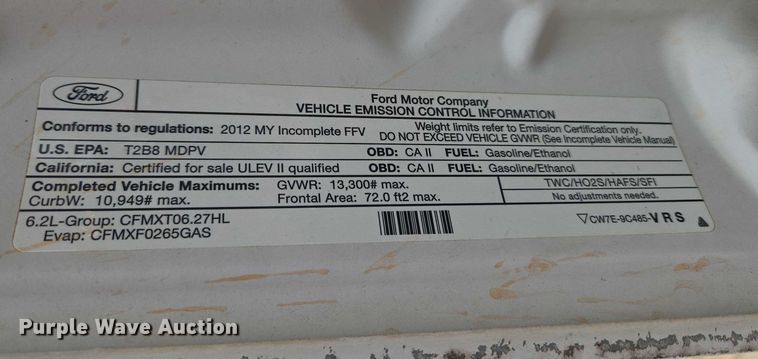 Ford
Ford Motor Company
VEHICLE EMISSION CONTROL INFORMATION
Conforms to regulations: 2012 MY Incomplete FFV
Weight limits refer to Emission Certification only.
DO NOT EXCEED VEHICLE GVWR (See Incomplete Vehicle Manual)
U.S. EPA: T2B8 MDPV OBD: CA II FUEL: Gasoline/Ethanol
California: Certified for sale ULEV II qualified OBD: CA II FUEL: Gasoline/Ethanol
Completed Vehicle Maximums: GVWR: 13,300# max. TWC/HO2S/HAFS/SFI
CurbW: 10,949# max. Frontal Area: 72.0 ft2 max. No adjustments needed.
6.2L-Group: CFMXT06.27HL
Evap: CFMXF0265GAS
CW7E-9C485-VRS
Purple Wave Auction